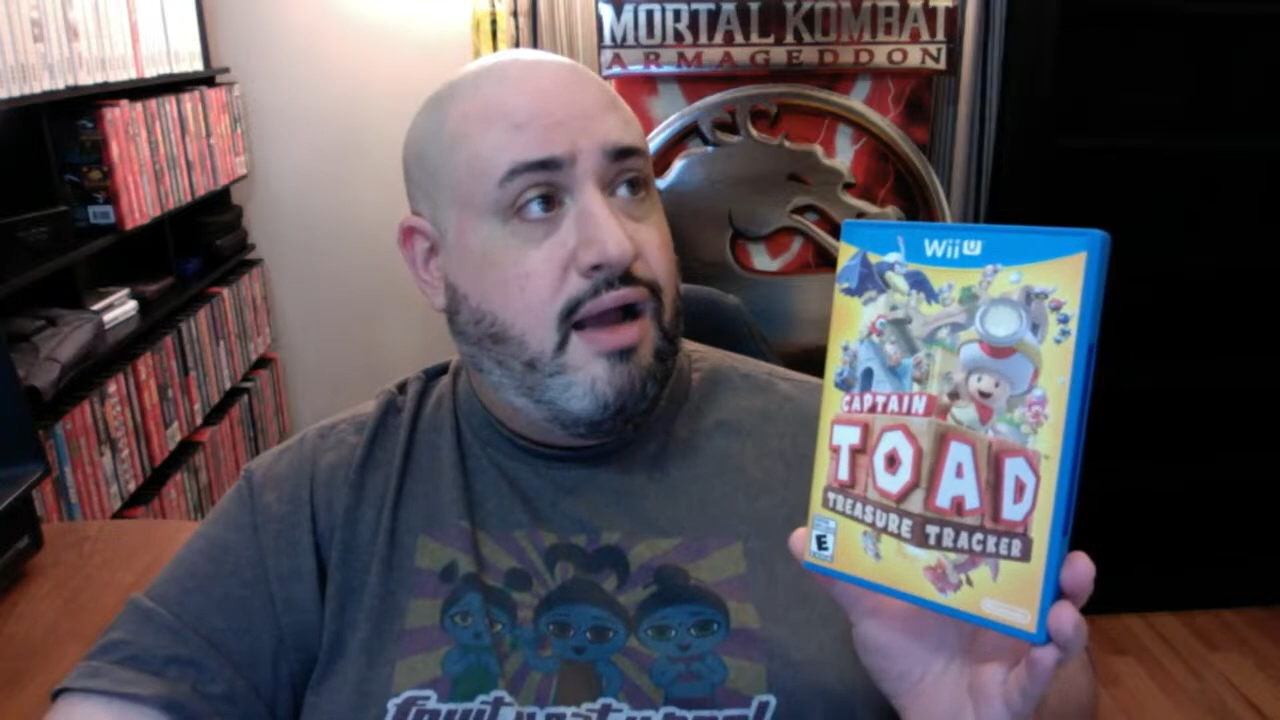 MORTAL KOMBAT
ARMAGEDDON
Wii U
CAPTAIN
TOAD
TREASURE TRACKER
E